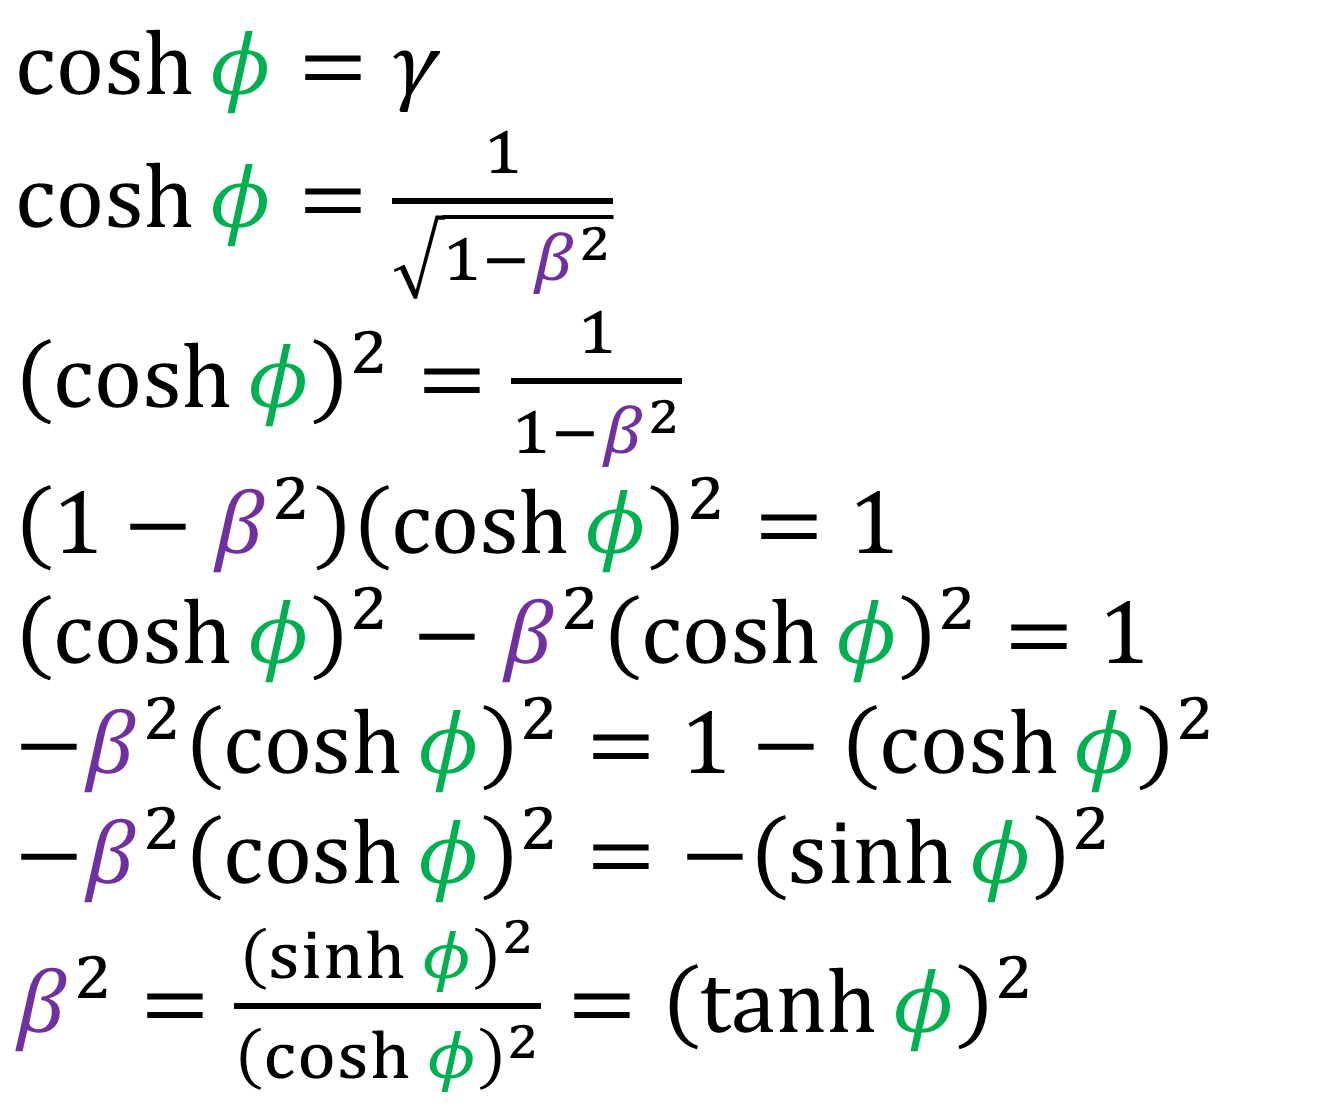 cosh ϕ = γ
cosh ϕ = 1/√(1−β²)
(cosh ϕ)² = 1/(1−β²)
(1 − β²)(cosh ϕ)² = 1
(cosh ϕ)² − β²(cosh ϕ)² = 1
−β²(cosh ϕ)² = 1 − (cosh ϕ)²
−β²(cosh ϕ)² = −(sinh ϕ)²
β² = (sinh ϕ)²/(cosh ϕ)² = (tanh ϕ)²